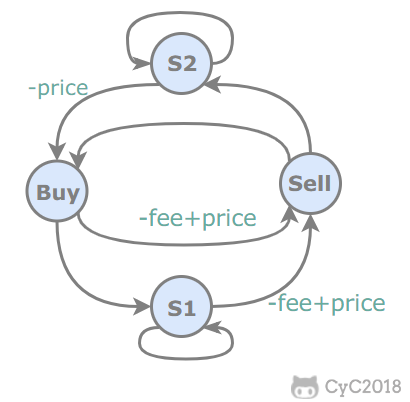 S2
-price
Buy
Sell
-fee+price
S1
-fee+price
CyC2018